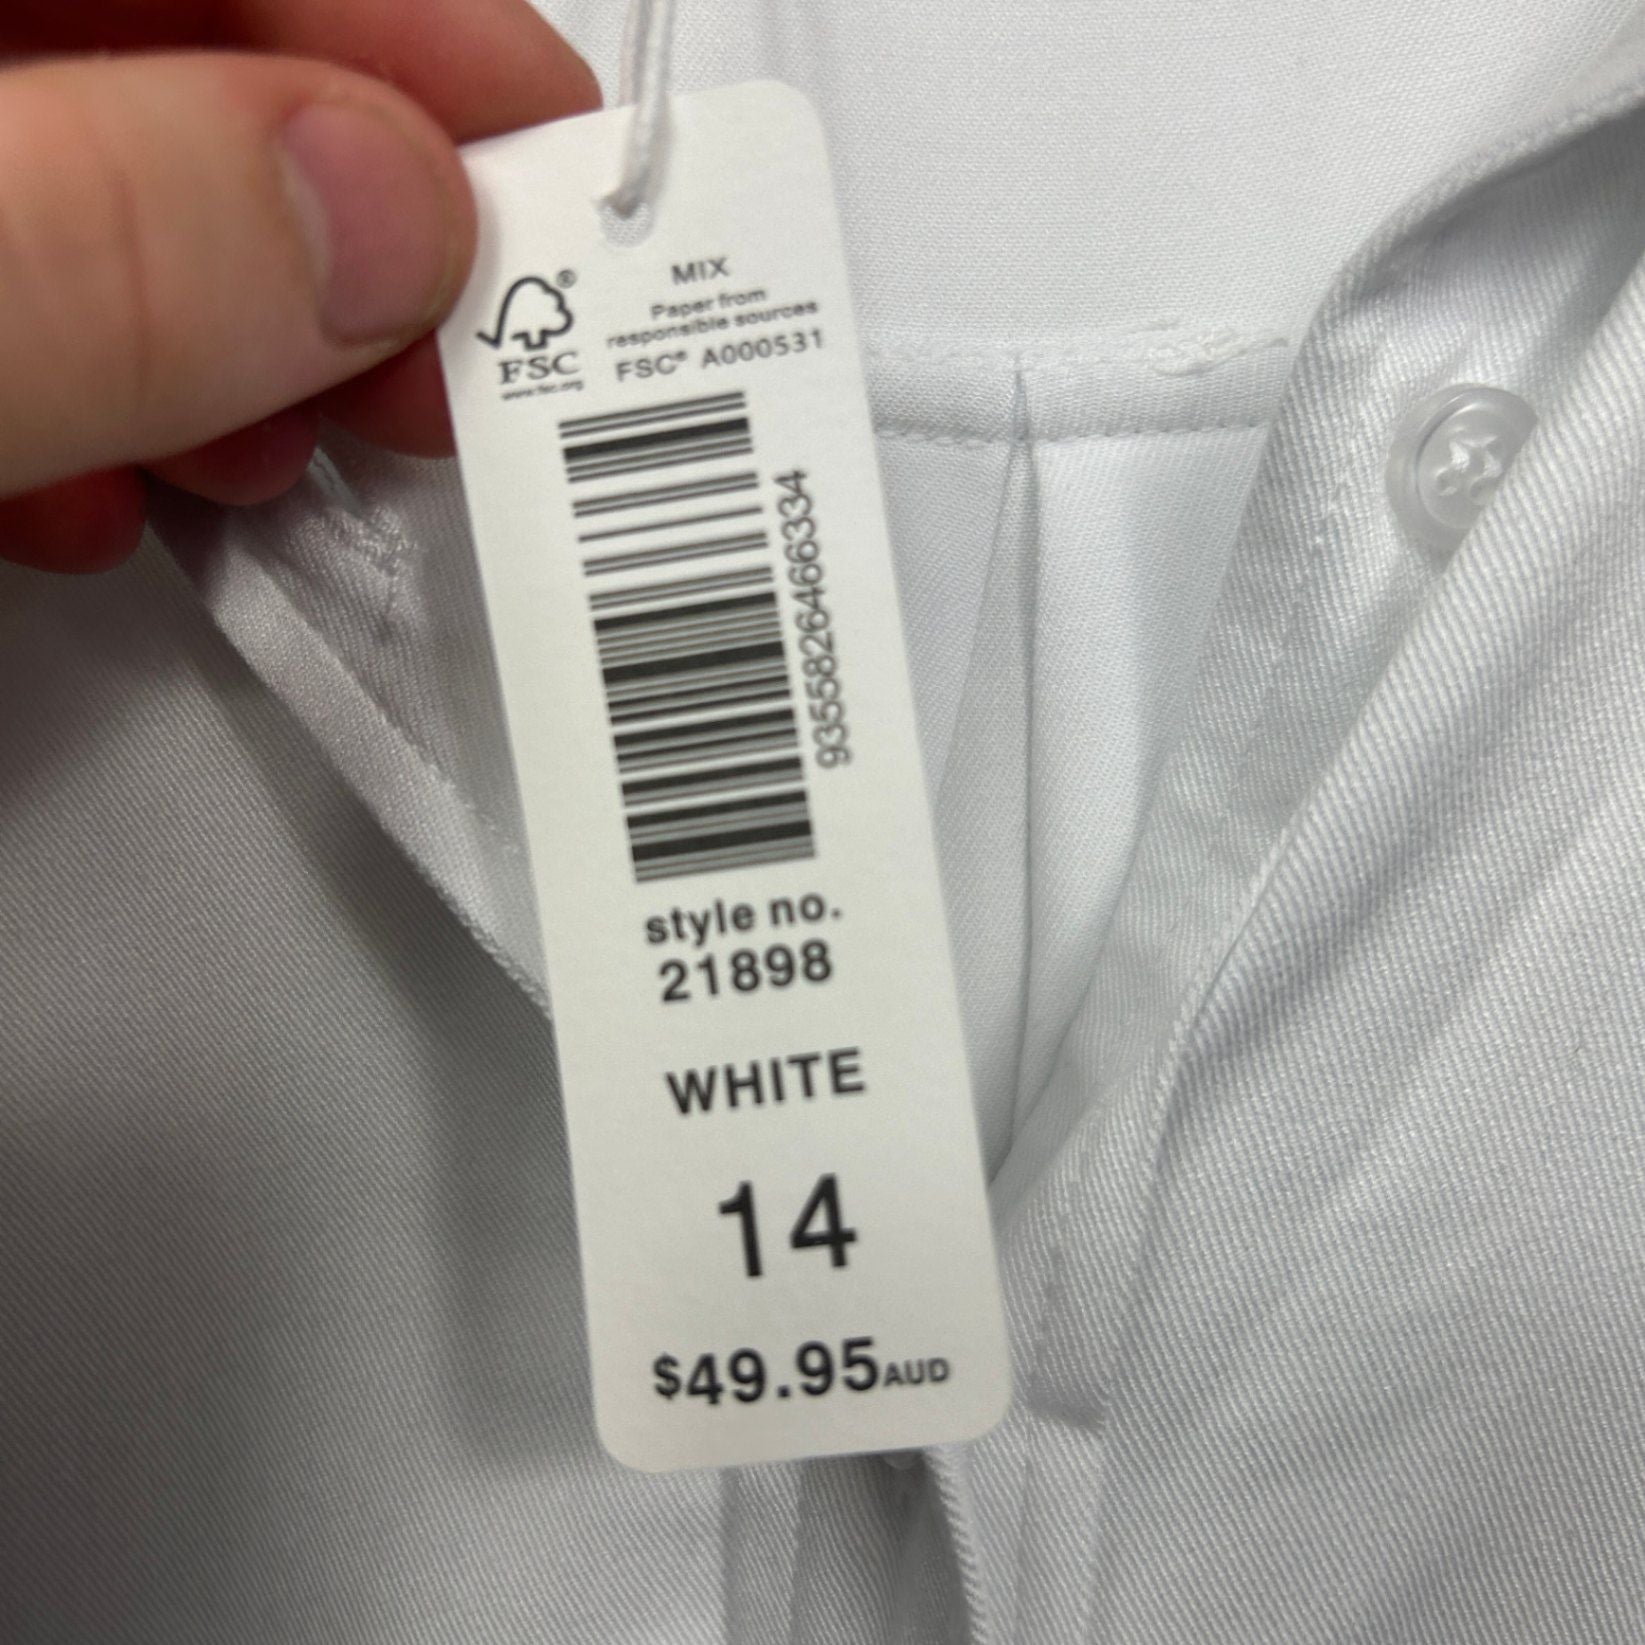 MIX
Paper from
responsible sources
FSC® A000531
®
FSC
www.fsc.org
9355826466334
style no.
21898
WHITE
14
$49.95AUD